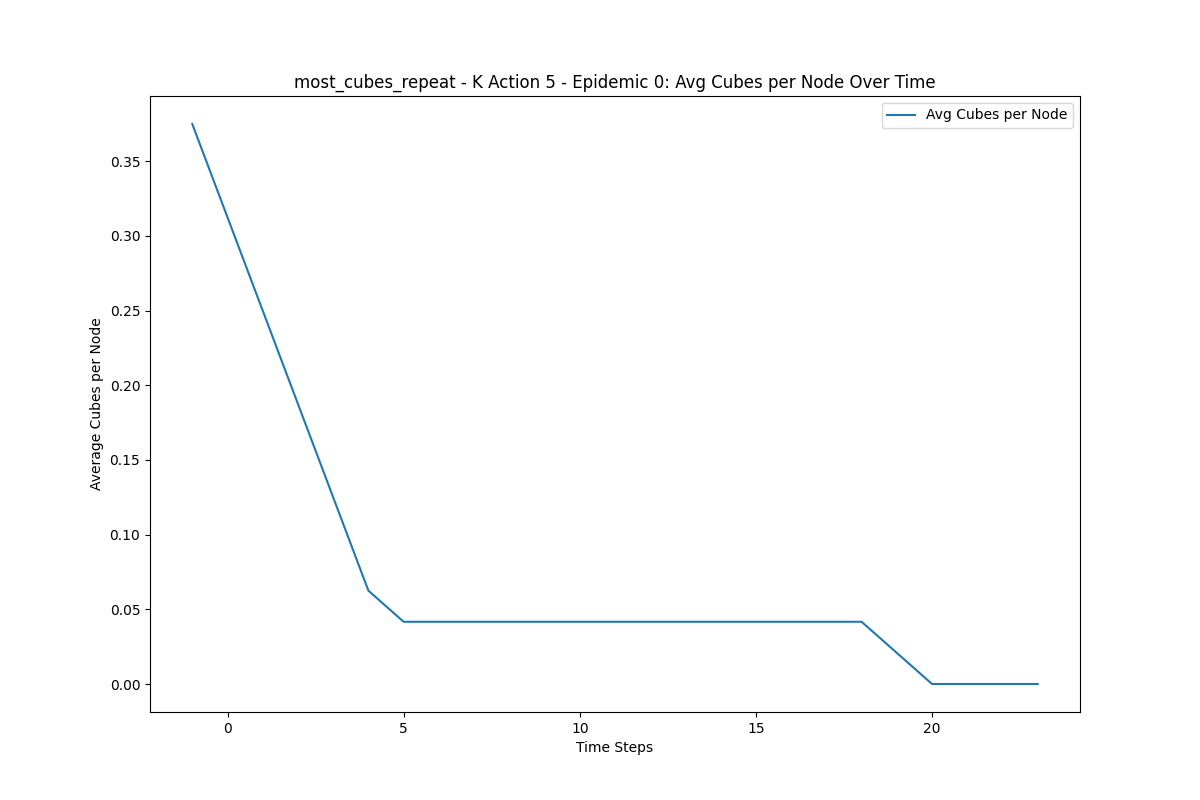 most_cubes_repeat - K Action 5 - Epidemic 0: Avg Cubes per Node Over Time
Avg Cubes per Node
0.35
0.30
0.25
0.20
0.15
0.10
0.05
0.00
Average Cubes per Node
0 5 10 15 20
Time Steps